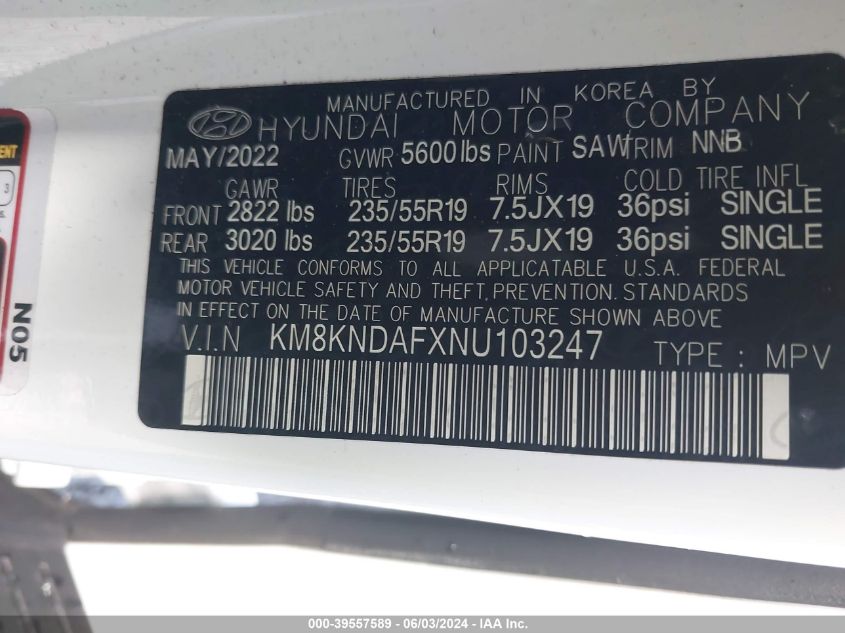 MANUFACTURED IN KOREA BY
HYUNDAI MOTOR COMPANY
MAY/2022 GVWR 5600lbs PAINT SAW TRIM NNB
GAWR TIRES RIMS COLD TIRE INFL
FRONT 2822 lbs 235/55R19 7.5JX19 36psi SINGLE
REAR 3020 lbs 235/55R19 7.5JX19 36psi SINGLE
THIS VEHICLE CONFORMS TO ALL APPLICATABLE U.S.A. FEDERAL
MOTOR VEHICLE SAFETY AND THEFT PREVENTION STANDARDS
IN EFFECT ON THE DATE OF MANUFACTURE SHOWN ABOVE
V.I.N KM8KNDAFXNU103247 TYPE : MPV
N05
3
000-39557589 - 06/03/2024 - IAA Inc.